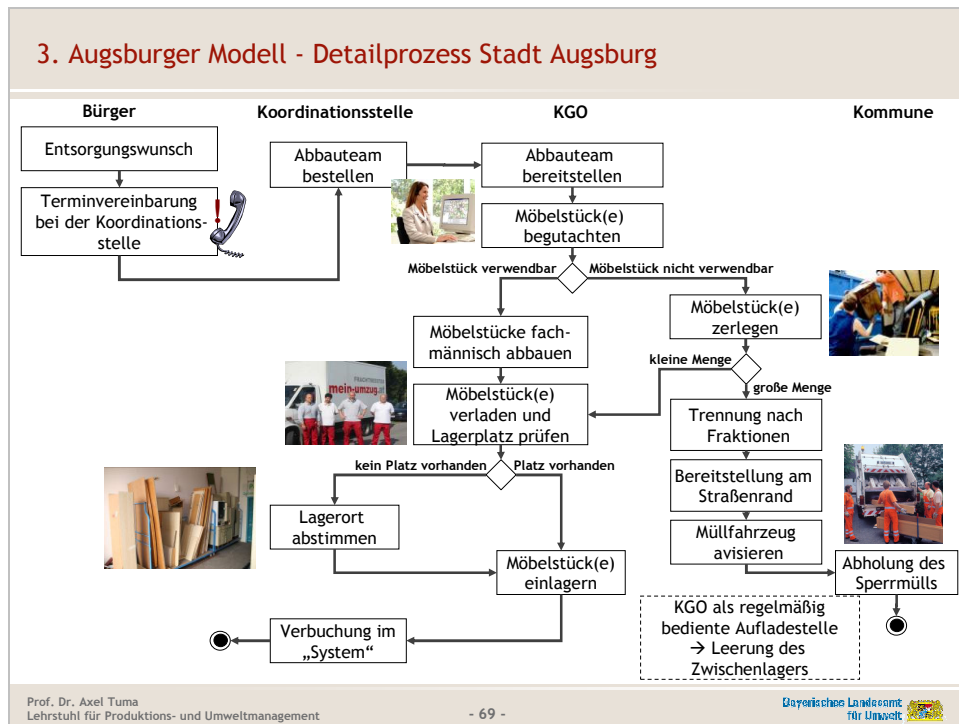 3. Augsburger Modell - Detailprozess Stadt Augsburg
Bürger
Koordinationsstelle
KGO
Kommune
Entsorgungswunsch
Terminvereinbarung
bei der Koordinations-
stelle
Abbauteam
bestellen
Abbauteam
bereitstellen
Möbelstück(e)
begutachten
Möbelstück verwendbar
Möbelstück nicht verwendbar
Möbelstücke fach-
männisch abbauen
Möbelstück(e)
zerlegen
kleine Menge
große Menge
mein-umzug
Möbelstück(e)
verladen und
Lagerplatz prüfen
Trennung nach
Fraktionen
kein Platz vorhanden
Platz vorhanden
Bereitstellung am
Straßenrand
Lagerort
abstimmen
Müllfahrzeug
avisieren
Möbelstück(e)
einlagern
Abholung des
Sperrmülls
KGO als regelmäßig
bediente Aufladestelle
→ Leerung des
Zwischenlagers
Verbuchung im
„System“
Prof. Dr. Axel Tuma
Lehrstuhl für Produktions- und Umweltmanagement
- 69 -
Bayerisches Landesamt
für Umwelt